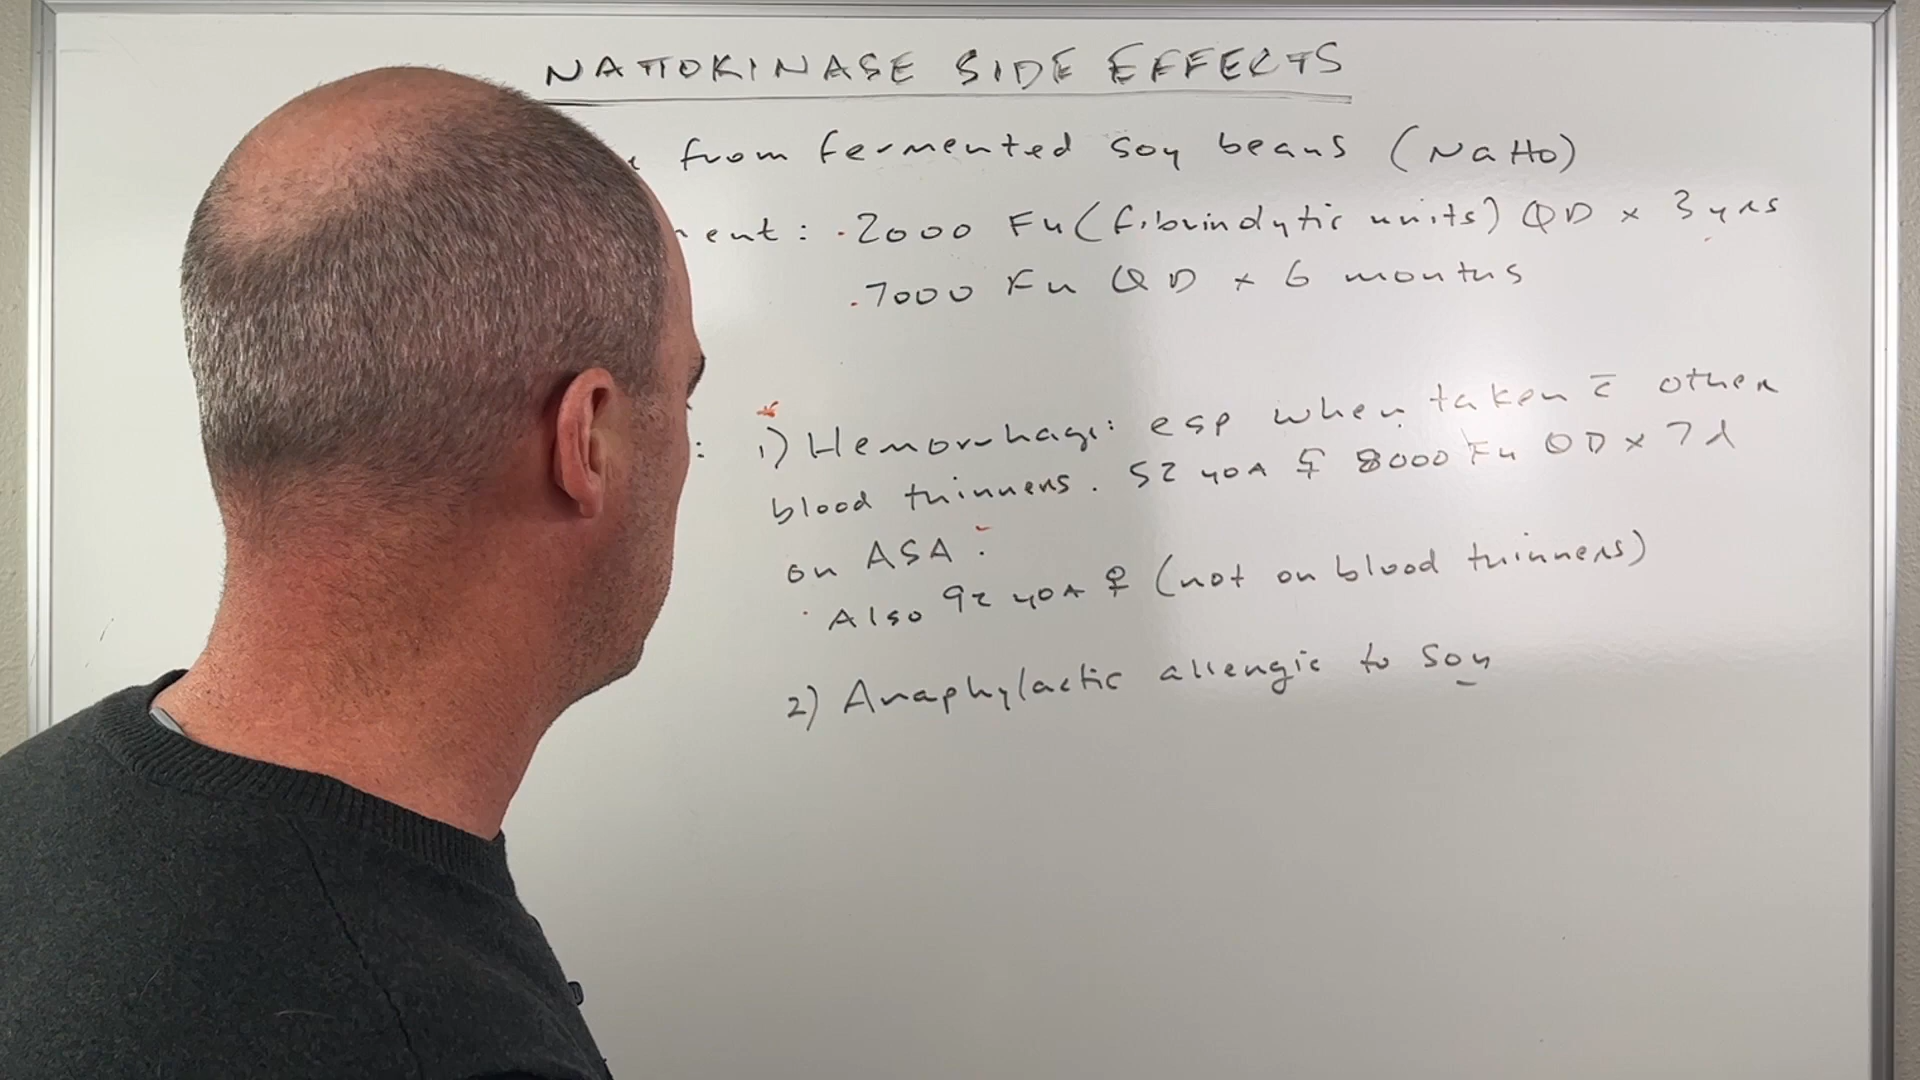 NATTOKINASE SIDE EFFECTS
from fermented soy beans (Natto)
ent: ·2000 Fu (fibrinolytic units) QD × 3 yrs
·7000 Fu QD × 6 months
: 1) Hemorrhage: esp when taken c̄ other
blood thinners. 52 yoa ♀ 8000 Fu QD × 7d
on ASA.
· Also 92 yoa ♀ (not on blood thinners)
2) Anaphylactic allergic to soy